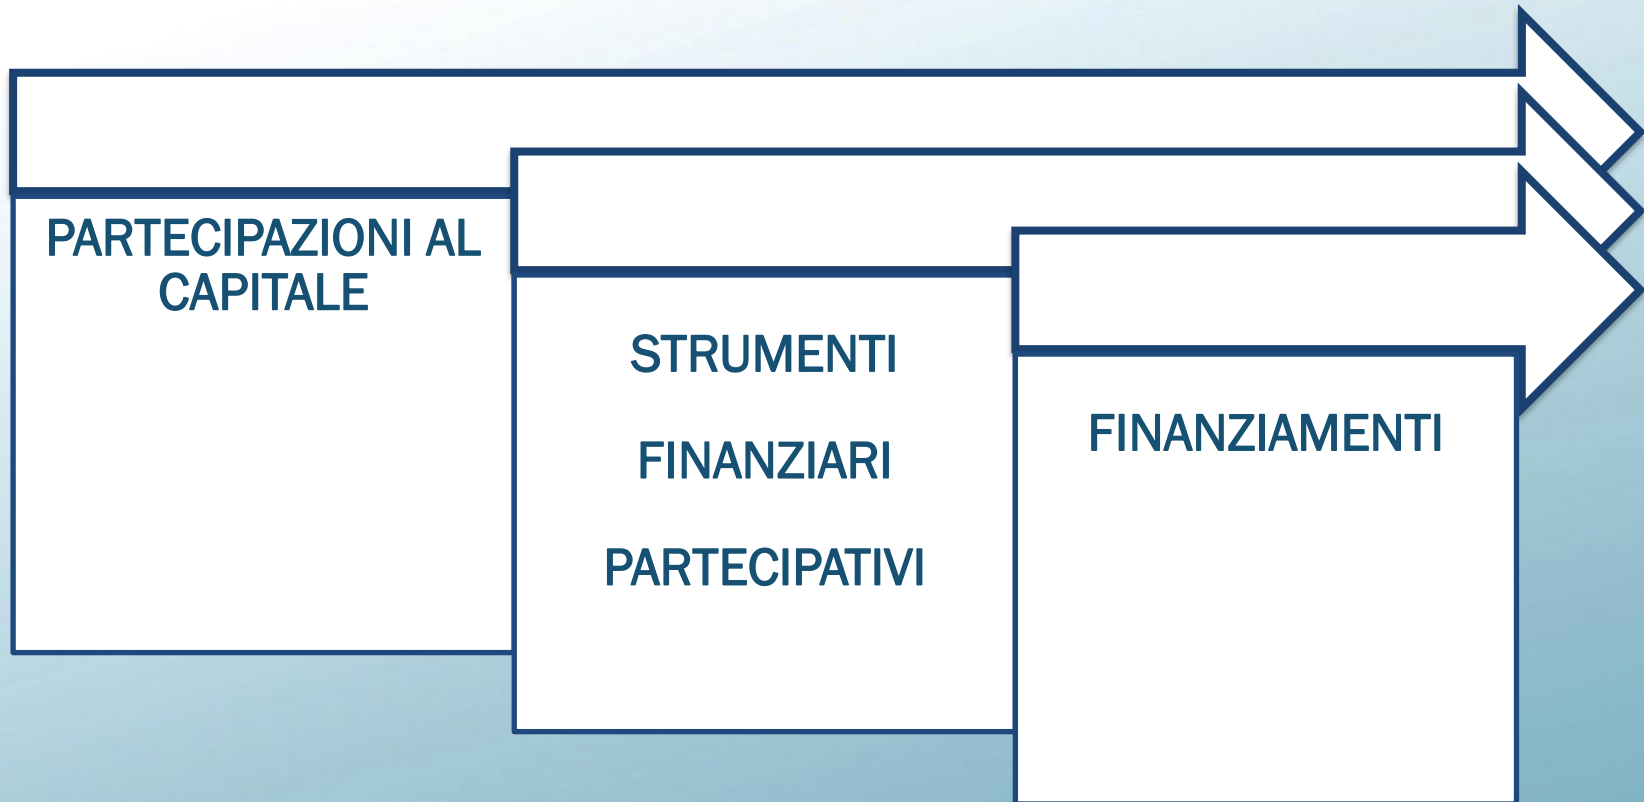 PARTECIPAZIONI AL
CAPITALE
STRUMENTI
FINANZIARI
PARTECIPATIVI
FINANZIAMENTI